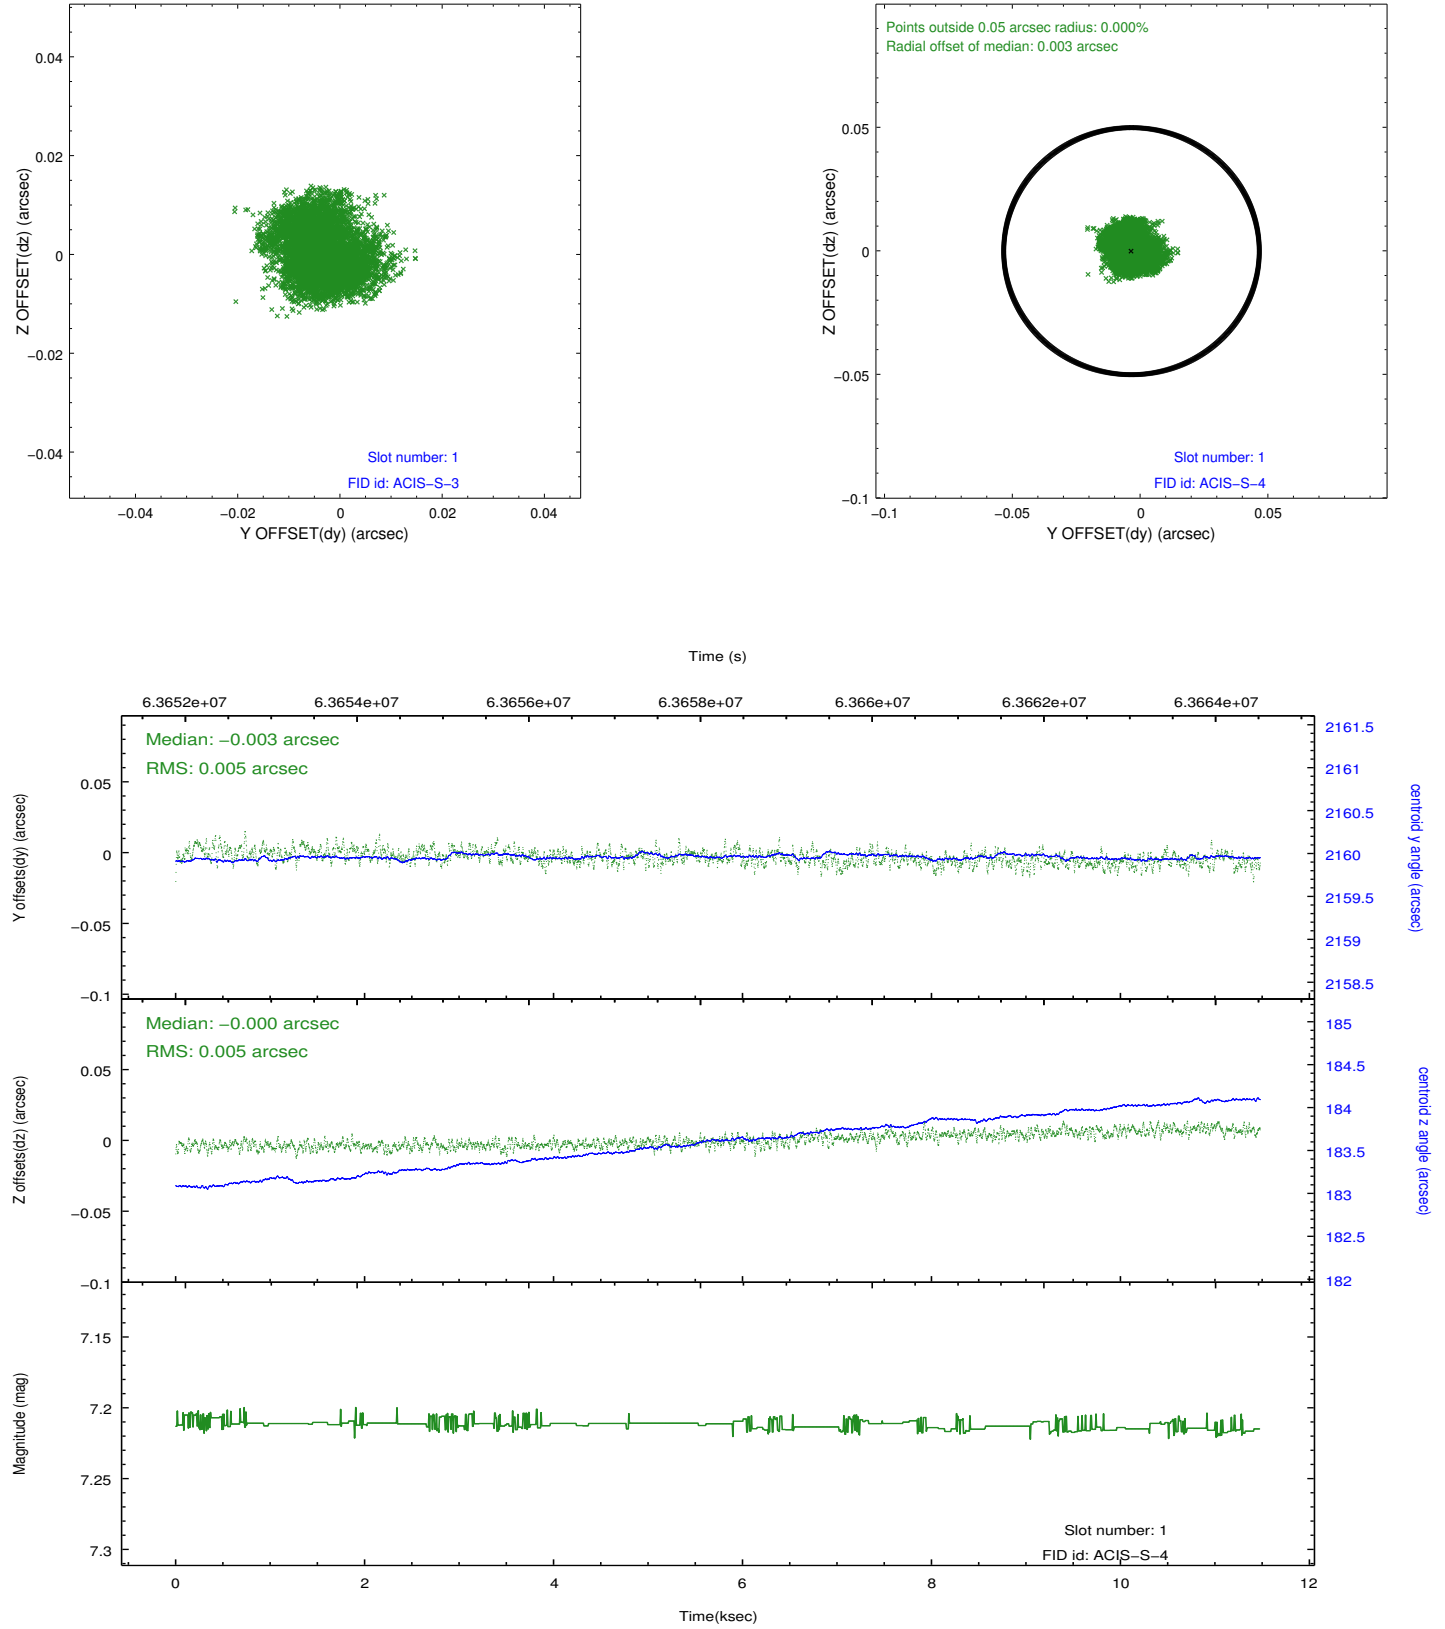 0.04
0.02
0
−0.02
−0.04
Z OFFSET(dz) (arcsec)
Slot number: 1
FID id: ACIS−S−3
−0.04
−0.02
0
0.02
0.04
Y OFFSET(dy) (arcsec)
Points outside 0.05 arcsec radius: 0.000%
Radial offset of median: 0.003 arcsec
0.05
0
−0.05
−0.1
Z OFFSET(dz) (arcsec)
Slot number: 1
FID id: ACIS−S−4
−0.1
−0.05
0
0.05
Y OFFSET(dy) (arcsec)
Time (s)
6.3652e+07
6.3654e+07
6.3656e+07
6.3658e+07
6.366e+07
6.3662e+07
6.3664e+07
Median: −0.003 arcsec
RMS: 0.005 arcsec
0.05
0
−0.05
−0.1
Y offsets(dy) (arcsec)
2161.5
2161
2160.5
2160
2159.5
2159
2158.5
centroid y angle (arcsec)
Median: −0.000 arcsec
RMS: 0.005 arcsec
0.05
0
−0.05
−0.1
Z offsets(dz) (arcsec)
185
184.5
184
183.5
183
182.5
182
centroid z angle (arcsec)
7.15
7.2
7.25
7.3
Magnitude (mag)
Slot number: 1
FID id: ACIS−S−4
0
2
4
6
8
10
12
Time(ksec)